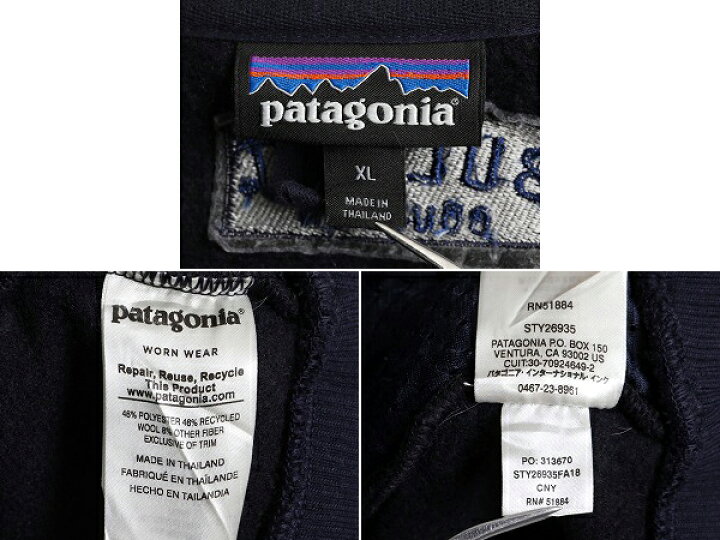 patagonia®
XL
MADE IN
THAILAND
patagonia®
WORN WEAR
Repair, Reuse, Recycle
This Product
www.patagonia.com
46% POLYESTER 46% RECYCLED
WOOL 8% OTHER FIBER
EXCLUSIVE OF TRIM
MADE IN THAILAND
FABRIQUÉ EN THAÏLANDE
HECHO EN TAILANDIA
RN51884
STY26935
PATAGONIA P.O. BOX 150
VENTURA, CA 93002 US
CUIT:30-70924649-2
パタゴニア・インターナショナル・インク
0467-23-8961
PO: 313670
STY26935FA18
CNY
RN# 51884